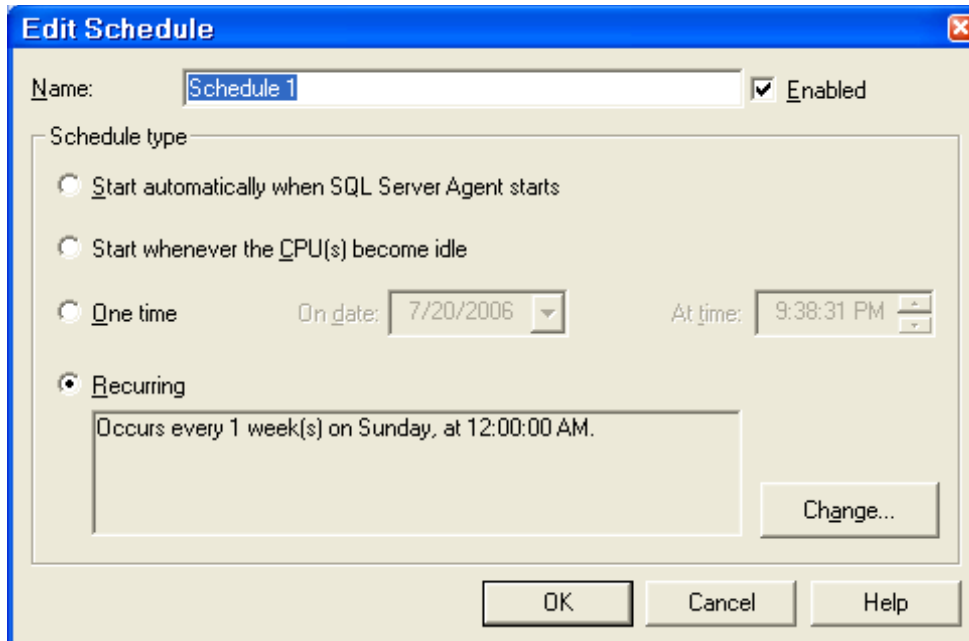 Edit Schedule
Name: Schedule 1 Enabled
Schedule type
Start automatically when SQL Server Agent starts
Start whenever the CPU(s) become idle
One time On date: 7/20/2006 At time: 9:38:31 PM
Recurring
Occurs every 1 week(s) on Sunday, at 12:00:00 AM.
Change...
OK Cancel Help